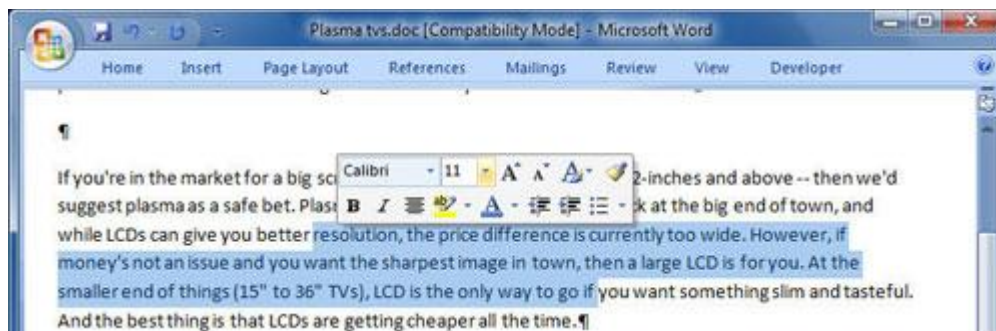 Plasma tvs.doc [Compatibility Mode] - Microsoft Word
Home Insert Page Layout References Mailings Review View Developer
¶
Calibri 11 A A A
B I ab A
If you're in the market for a big 2-inches and above -- then we'd
suggest plasma as a safe bet. at the big end of town, and
while LCDs can give you better resolution, the price difference is currently too wide. However, if
money's not an issue and you want the sharpest image in town, then a large LCD is for you. At the
smaller end of things (15" to 36" TVs), LCD is the only way to go if you want something slim and tasteful.
And the best thing is that LCDs are getting cheaper all the time.¶